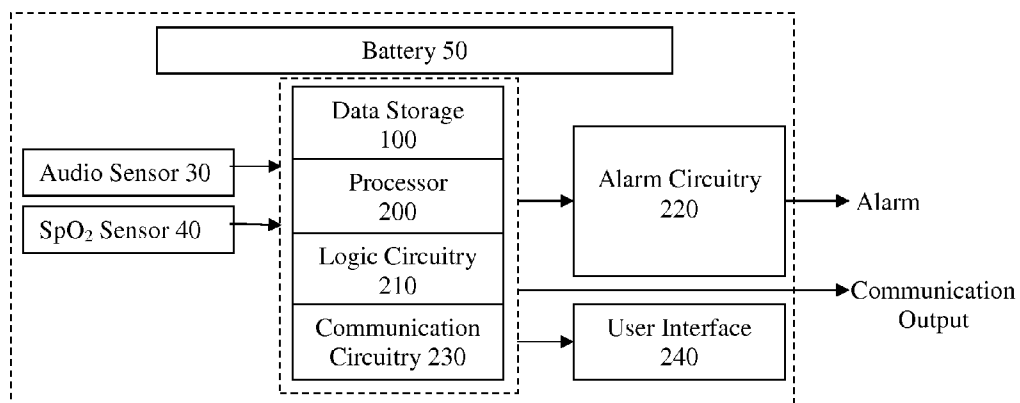 Battery 50
Data Storage
100
Audio Sensor 30
Processor
200
SpO₂ Sensor 40
Logic Circuitry
210
Communication
Circuitry 230
Alarm Circuitry
220
User Interface
240
Alarm
Communication
Output